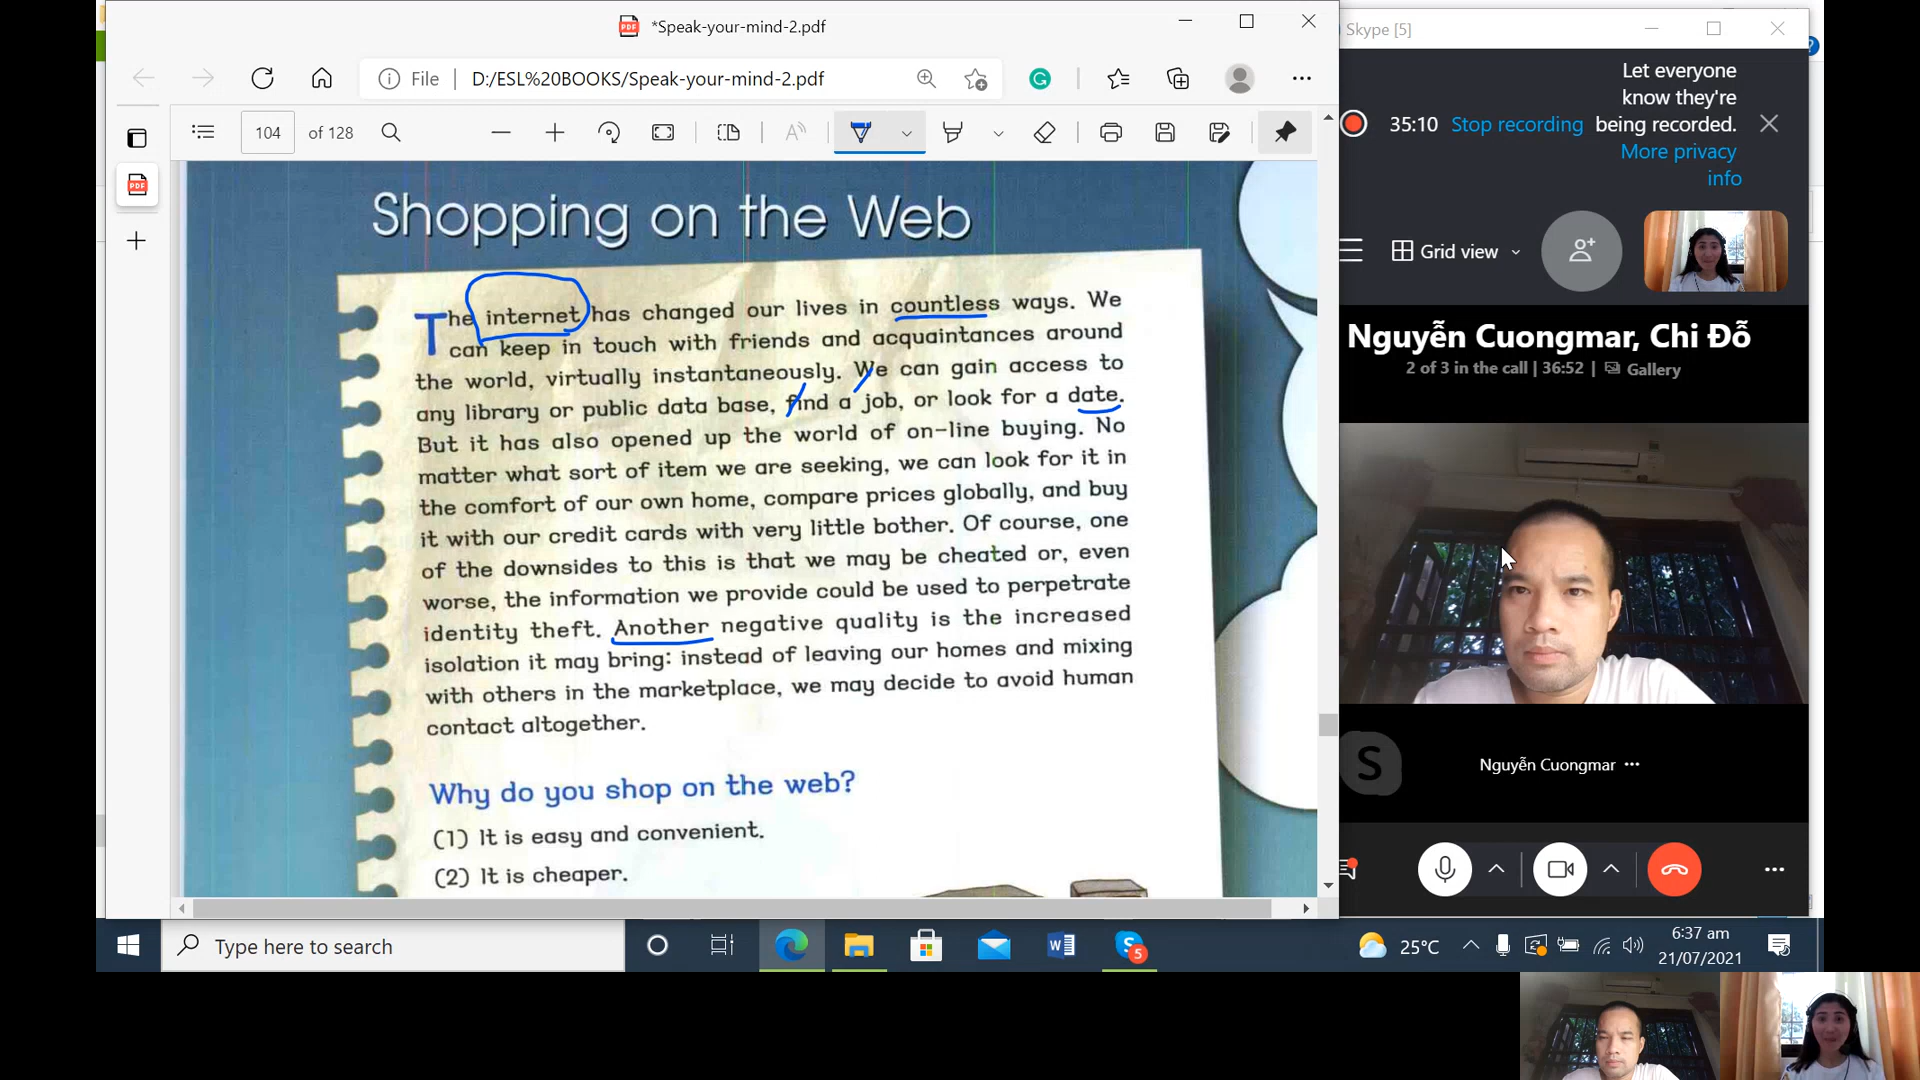 *Speak-your-mind-2.pdf
File
D:/ESL%20BOOKS/Speak-your-mind-2.pdf
104 of 128
Shopping on the Web
The internet has changed our lives in countless ways. We
can keep in touch with friends and acquaintances around
the world, virtually instantaneously. We can gain access to
any library or public data base, find a job, or look for a date.
But it has also opened up the world of on-line buying. No
matter what sort of item we are seeking, we can look for it in
the comfort of our own home, compare prices globally, and buy
it with our credit cards with very little bother. Of course, one
of the downsides to this is that we may be cheated or, even
worse, the information we provide could be used to perpetrate
identity theft. Another negative quality is the increased
isolation it may bring: instead of leaving our homes and mixing
with others in the marketplace, we may decide to avoid human
contact altogether.
Why do you shop on the web?
(1) It is easy and convenient.
(2) It is cheaper.
Skype [5]
35:10 Stop recording
Let everyone
know they're
being recorded.
More privacy
info
Grid view
Nguyễn Cuongmar, Chi Đỗ
2 of 3 in the call | 36:52 | Gallery
S
Nguyễn Cuongmar
Type here to search
25°C
6:37 am
21/07/2021